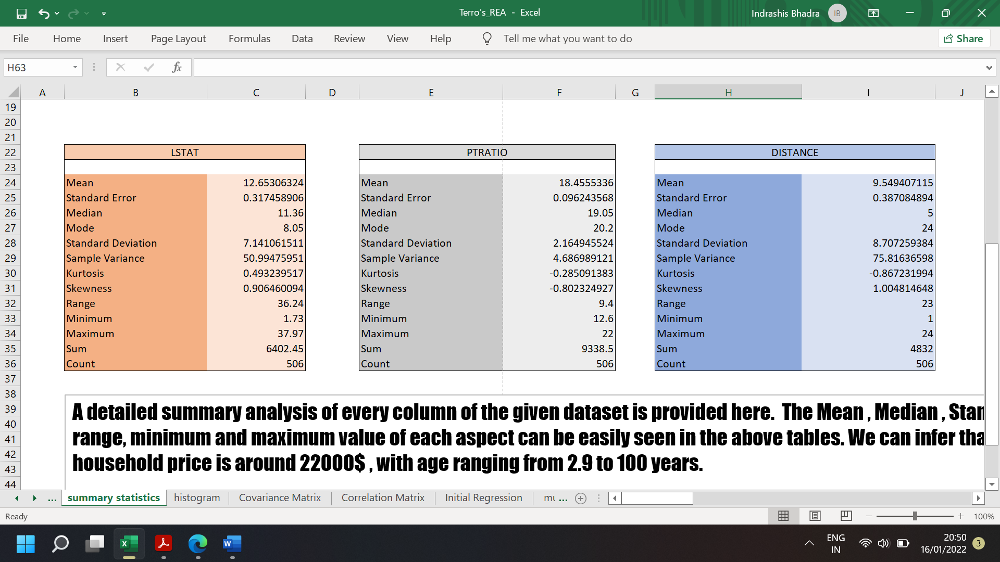 Terro's_REA - Excel
Indrashis Bhadra IB
File Home Insert Page Layout Formulas Data Review View Help Tell me what you want to do Share
H63 fx
A B C D E F G H I J
19
20
21
22 LSTAT PTRATIO DISTANCE
23
24 Mean 12.65306324 Mean 18.4555336 Mean 9.549407115
25 Standard Error 0.317458906 Standard Error 0.096243568 Standard Error 0.387084894
26 Median 11.36 Median 19.05 Median 5
27 Mode 8.05 Mode 20.2 Mode 24
28 Standard Deviation 7.141061511 Standard Deviation 2.164945524 Standard Deviation 8.707259384
29 Sample Variance 50.99475951 Sample Variance 4.686989121 Sample Variance 75.81636598
30 Kurtosis 0.493239517 Kurtosis -0.285091383 Kurtosis -0.867231994
31 Skewness 0.906460094 Skewness -0.802324927 Skewness 1.004814648
32 Range 36.24 Range 9.4 Range 23
33 Minimum 1.73 Minimum 12.6 Minimum 1
34 Maximum 37.97 Maximum 22 Maximum 24
35 Sum 6402.45 Sum 9338.5 Sum 4832
36 Count 506 Count 506 Count 506
37
38
39
40
41
42
43
44
A detailed summary analysis of every column of the given dataset is provided here. The Mean , Median , Stan
range, minimum and maximum value of each aspect can be easily seen in the above tables. We can infer tha
household price is around 22000$ , with age ranging from 2.9 to 100 years.
... summary statistics histogram Covariance Matrix Correlation Matrix Initial Regression mu ...
Ready 100%
ENG 20:50
IN 16/01/2022 3